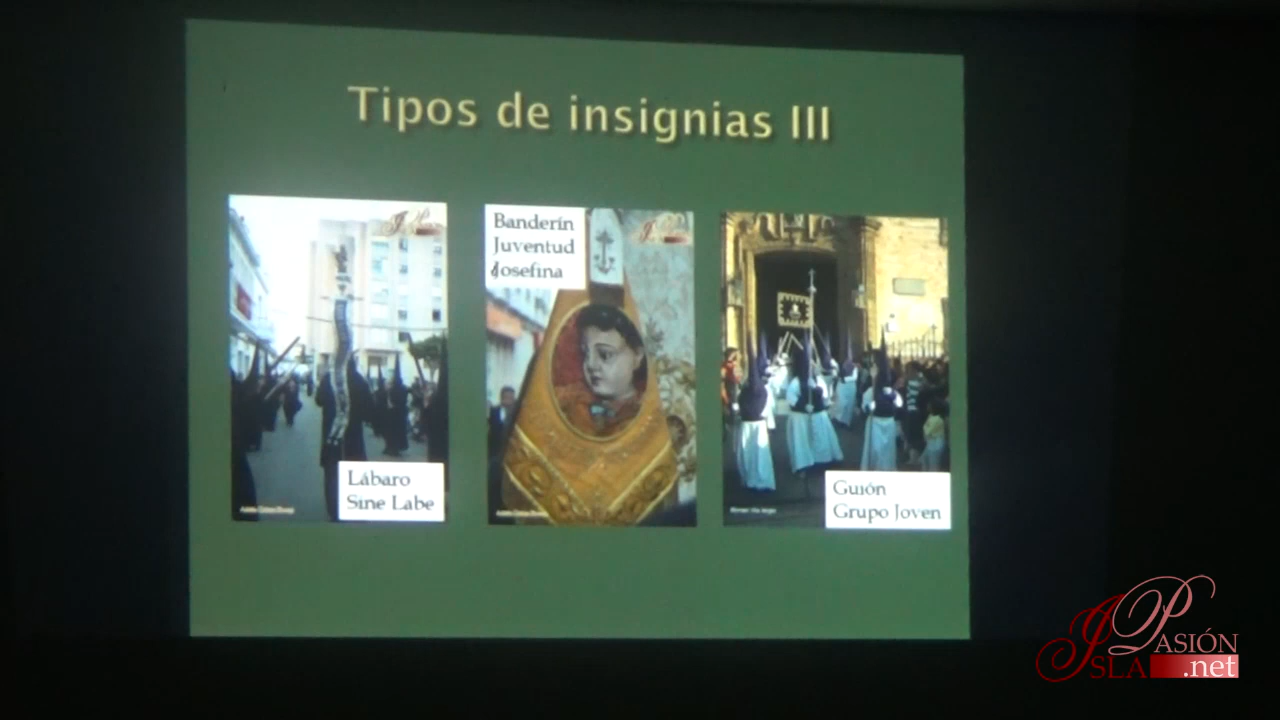 Tipos de insignias III
Banderín
Juventud
Josefina
Lábaro
Sine Labe
Guión
Grupo Joven
PASIÓN
ISLA
.net